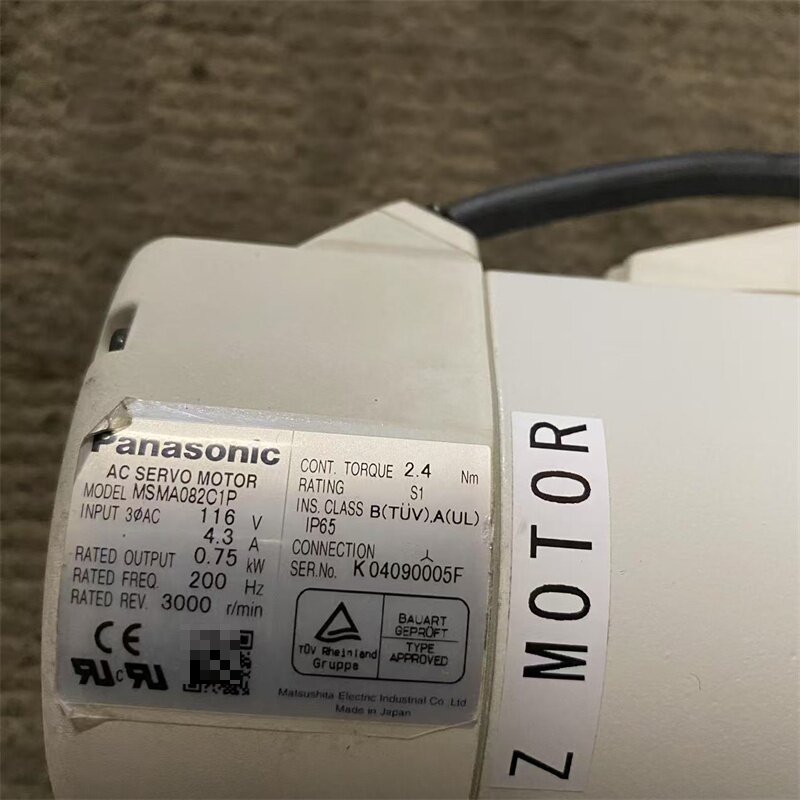 Panasonic
AC SERVO MOTOR
MODEL MSMA082C1P
INPUT 3øAC 116 V
4.3 A
RATED OUTPUT 0.75 kW
RATED FREQ. 200 Hz
RATED REV. 3000 r/min
CONT. TORQUE 2.4 Nm
RATING S1
INS. CLASS B(TÜV).A(UL)
IP65
CONNECTION
SER.No. K04090005F
CE
c
TÜV Rheinland
Gruppe
BAUART
GEPRÜFT
TYPE
APPROVED
Matsushita Electric Industrial Co.,Ltd
Made in Japan
Z MOTOR